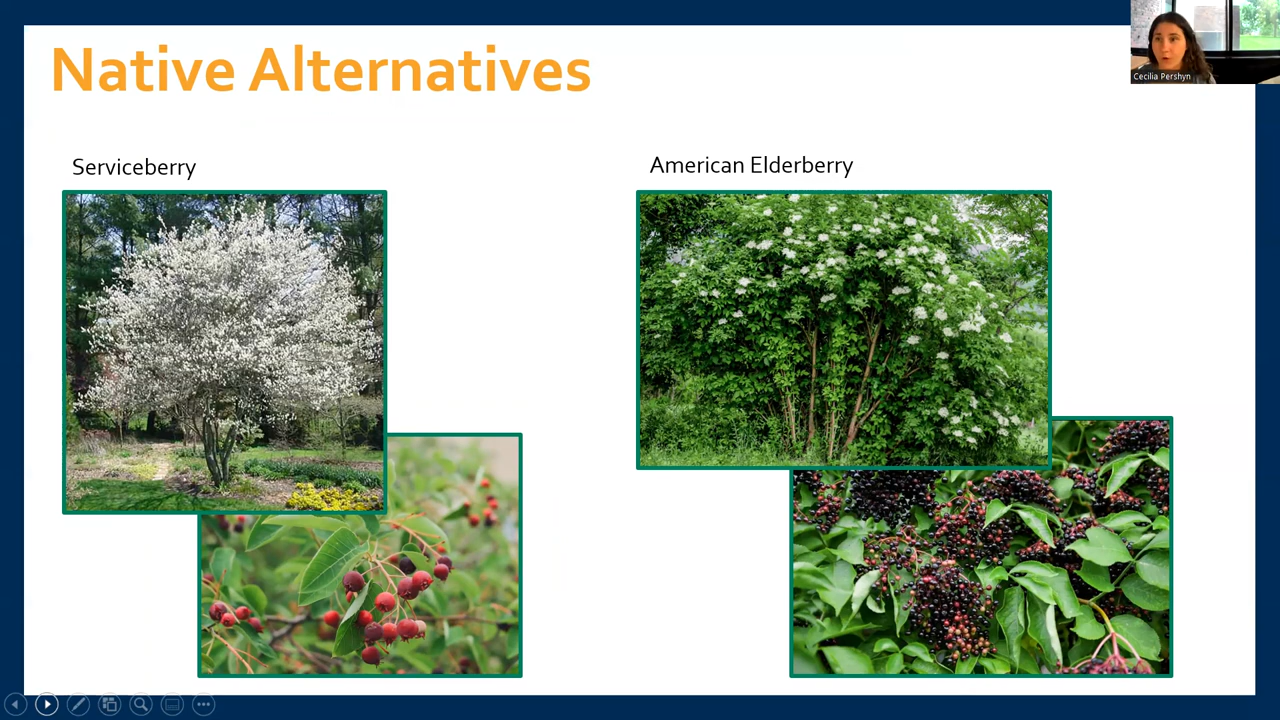 Native Alternatives
Cecilia Pershyn
Serviceberry
American Elderberry